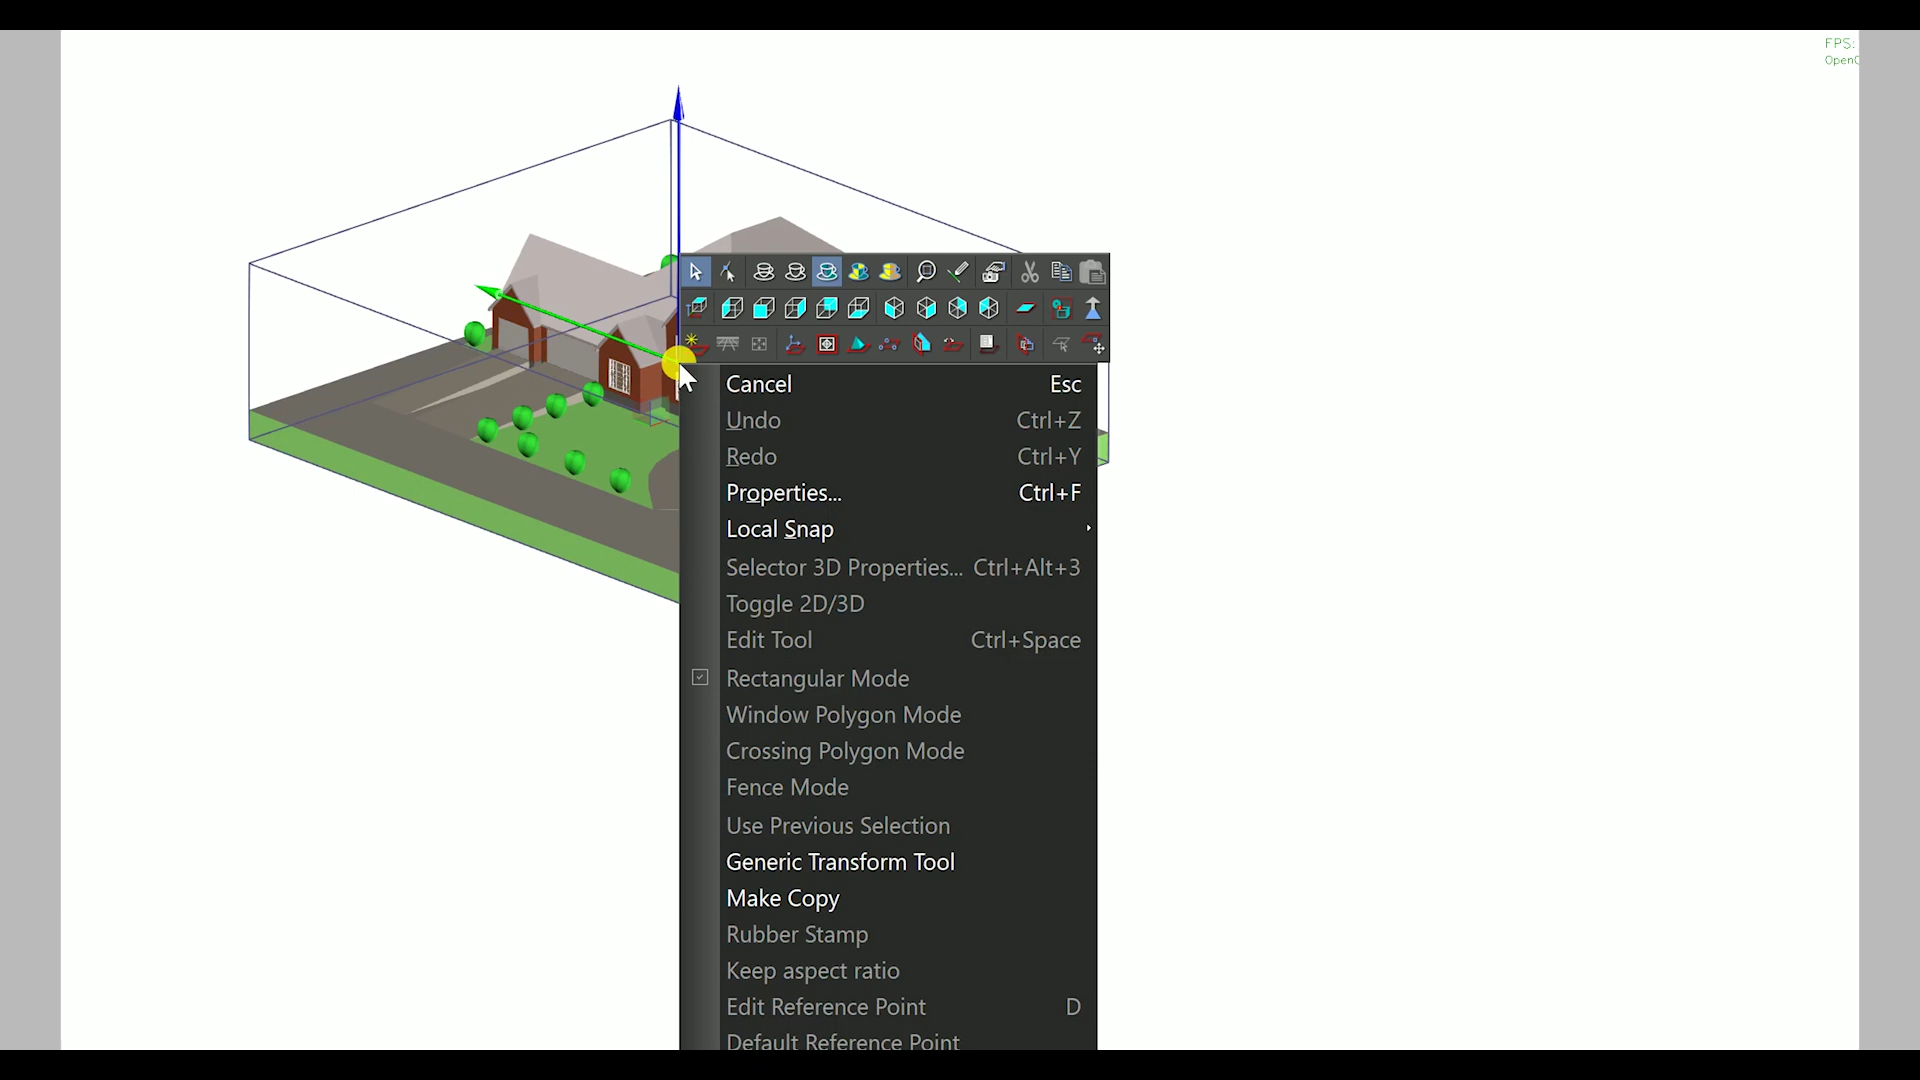 FPS:
Cancel Esc
Undo Ctrl+Z
Redo Ctrl+Y
Properties... Ctrl+F
Local Snap
Selector 3D Properties... Ctrl+Alt+3
Toggle 2D/3D
Edit Tool Ctrl+Space
Rectangular Mode
Window Polygon Mode
Crossing Polygon Mode
Fence Mode
Use Previous Selection
Generic Transform Tool
Make Copy
Rubber Stamp
Keep aspect ratio
Edit Reference Point D
Default Reference Point